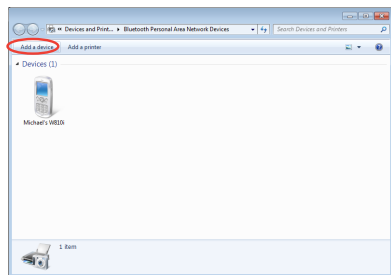 « Devices and Print... ▸ Bluetooth Personal Area Network Devices
Search Devices and Printers
Add a device
Add a printer
Devices (1)
Michael's W810i
1 item